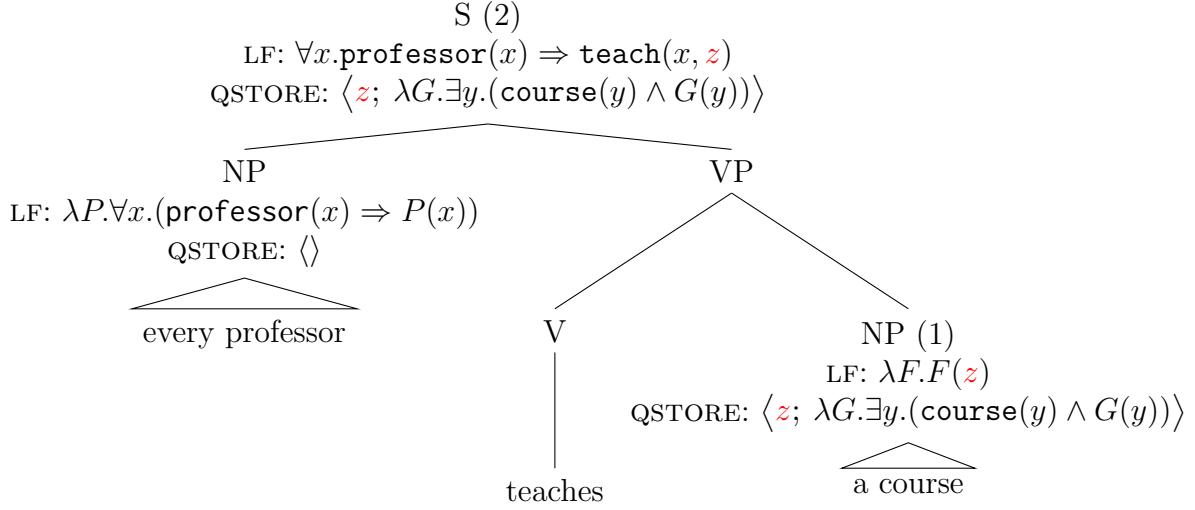 S (2)
LF: ∀x.professor(x) ⇒ teach(x, z)
QSTORE: ⟨z; λG.∃y.(course(y) ∧ G(y))⟩
NP
VP
LF: λP.∀x.(professor(x) ⇒ P(x))
QSTORE: ⟨⟩
every professor
V
NP (1)
LF: λF.F(z)
QSTORE: ⟨z; λG.∃y.(course(y) ∧ G(y))⟩
teaches
a course